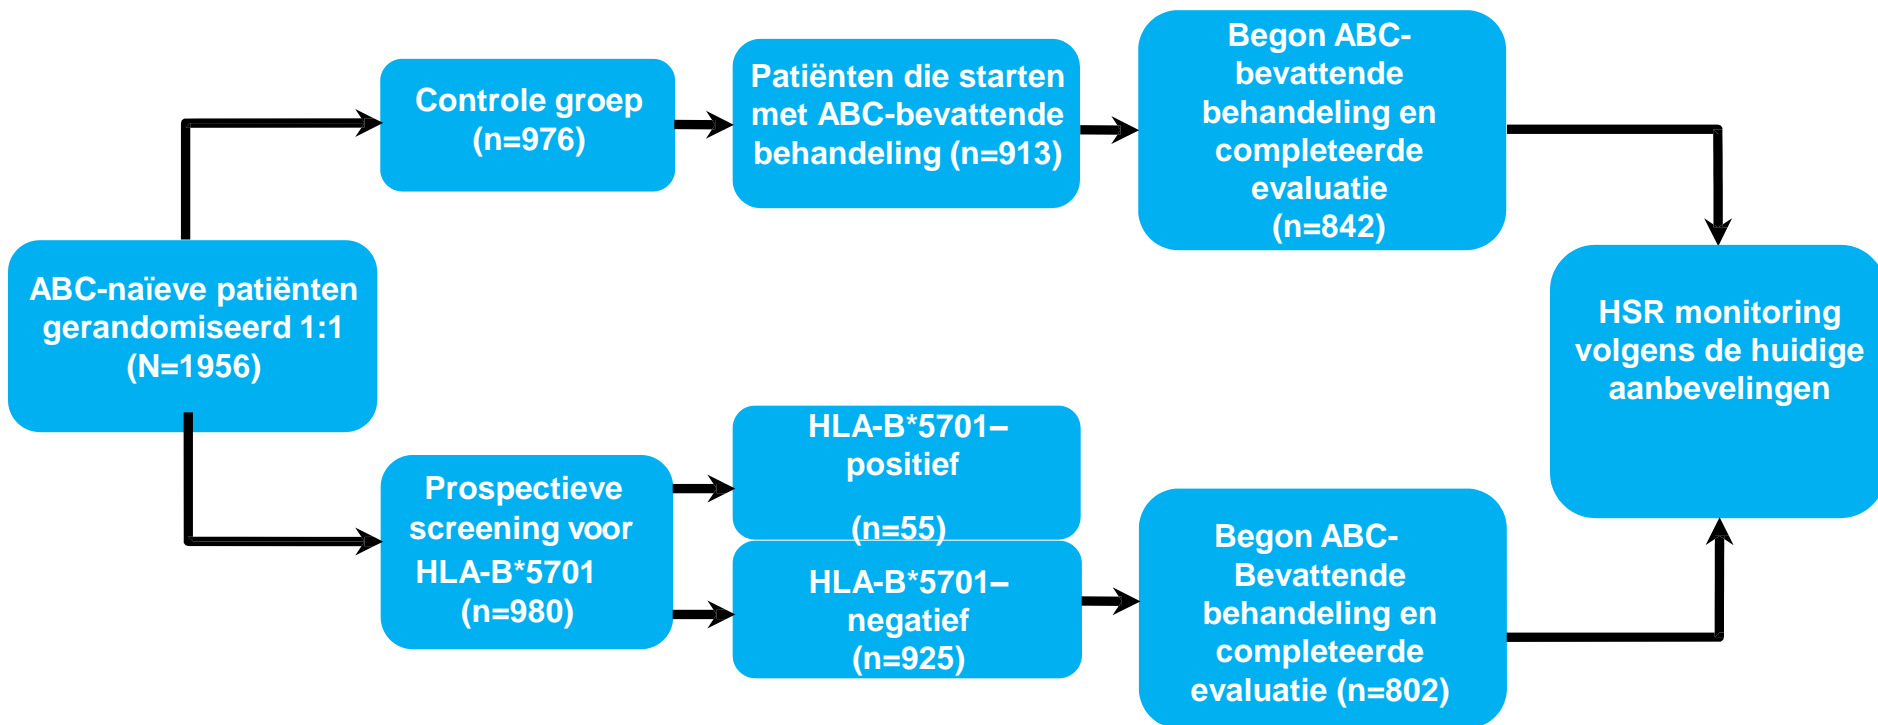 ABC-naïeve patiënten
gerandomiseerd 1:1
(N=1956)
Controle groep
(n=976)
Patiënten die starten
met ABC-bevattende
behandeling (n=913)
Begon ABC-
bevattende
behandeling en
completeerde
evaluatie
(n=842)
Prospectieve
screening voor
HLA-B*5701
(n=980)
HLA-B*5701–
positief
(n=55)
HLA-B*5701–
negatief
(n=925)
Begon ABC-
Bevattende
behandeling en
completeerde
evaluatie (n=802)
HSR monitoring
volgens de huidige
aanbevelingen